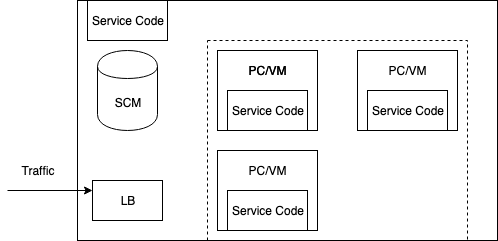 Service Code
SCM
PC/VM
Service Code
PC/VM
Service Code
PC/VM
Service Code
Traffic
LB